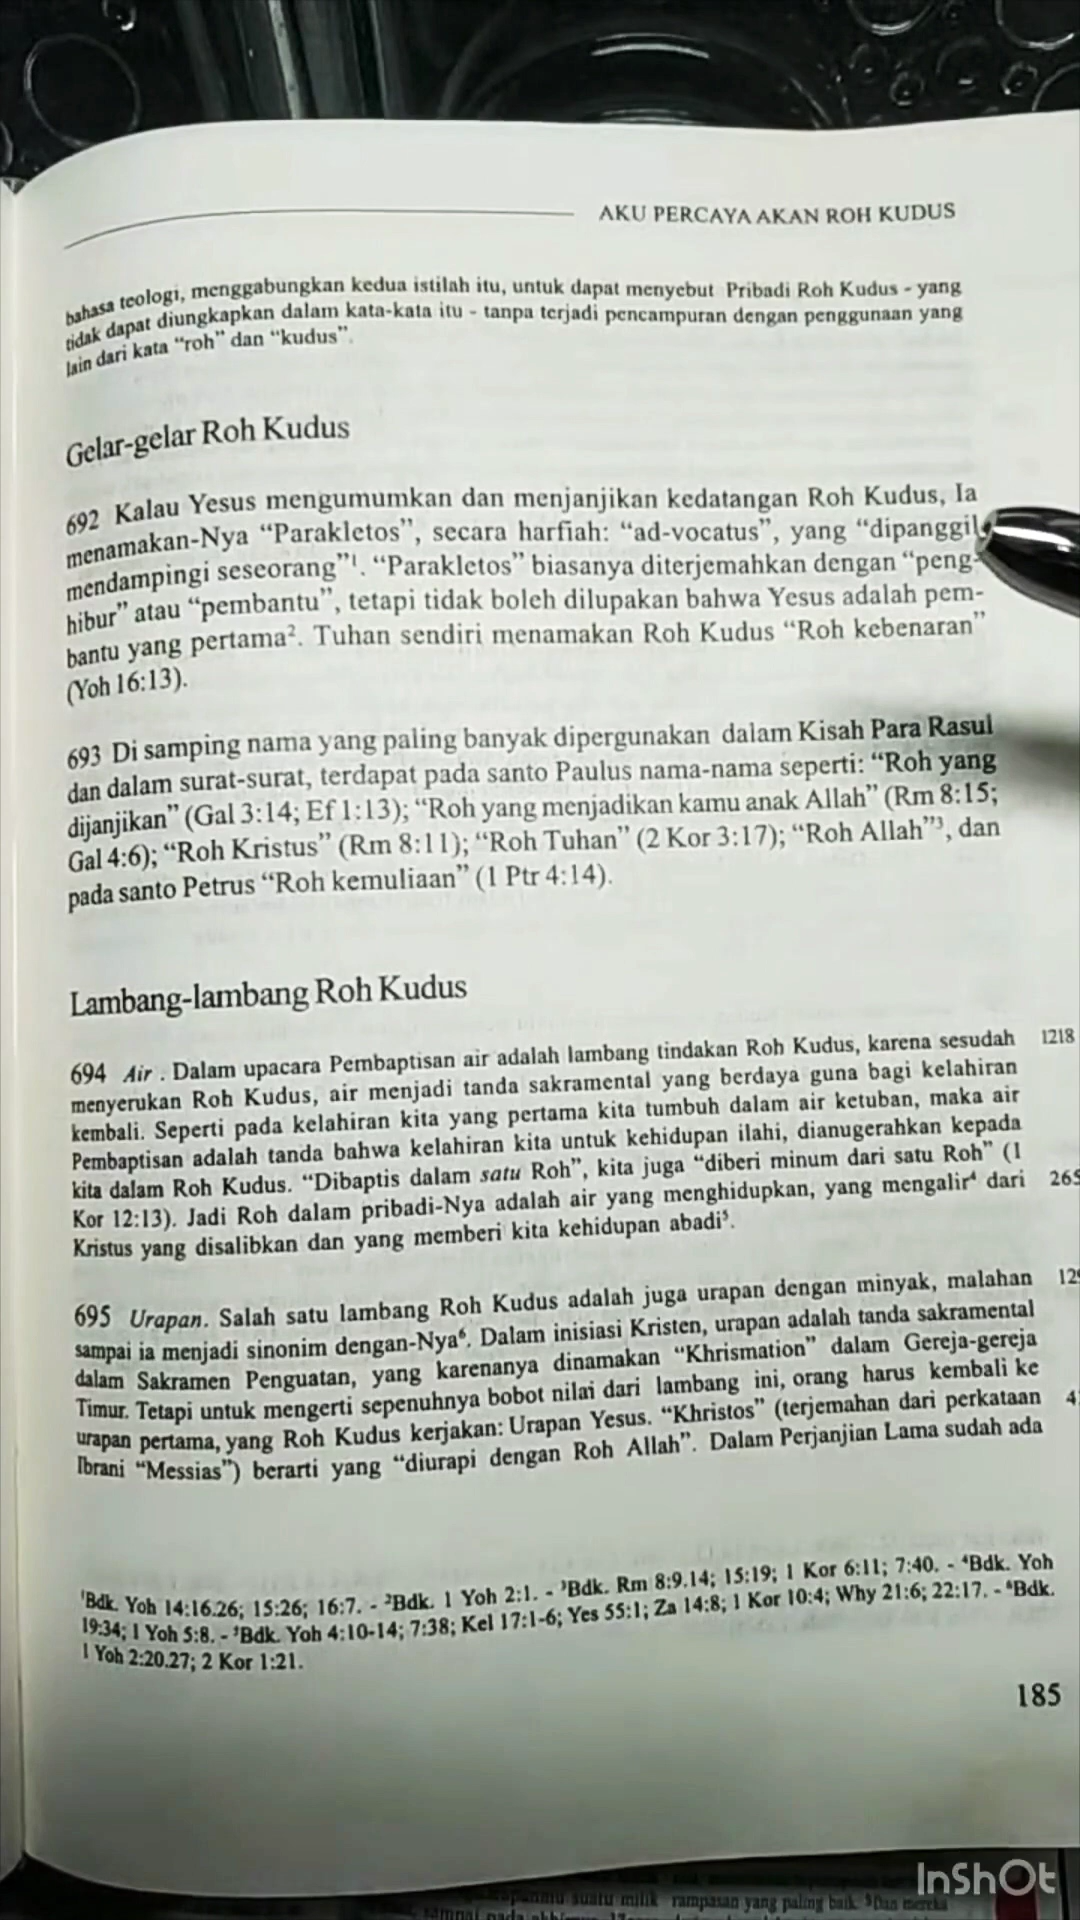 AKU PERCAYA AKAN ROH KUDUS
bahasa teologi, menggabungkan kedua istilah itu, untuk dapat menyebut Pribadi Roh Kudus - yang
tidak dapat diungkapkan dalam kata-kata itu - tanpa terjadi pencampuran dengan penggunaan yang
lain dari kata “roh” dan “kudus”.
Gelar-gelar Roh Kudus
692 Kalau Yesus mengumumkan dan menjanjikan kedatangan Roh Kudus, Ia
menamakan-Nya “Parakletos”, secara harfiah: “ad-vocatus”, yang “dipanggil
mendampingi seseorang”¹. “Parakletos” biasanya diterjemahkan dengan “peng-
hibur” atau “pembantu”, tetapi tidak boleh dilupakan bahwa Yesus adalah pem-
bantu yang pertama². Tuhan sendiri menamakan Roh Kudus “Roh kebenaran”
(Yoh 16:13).
693 Di samping nama yang paling banyak dipergunakan dalam Kisah Para Rasul
dan dalam surat-surat, terdapat pada santo Paulus nama-nama seperti: “Roh yang
dijanjikan” (Gal 3:14; Ef 1:13); “Roh yang menjadikan kamu anak Allah” (Rm 8:15;
Gal 4:6); “Roh Kristus” (Rm 8:11); “Roh Tuhan” (2 Kor 3:17); “Roh Allah”³, dan
pada santo Petrus “Roh kemuliaan” (1 Ptr 4:14).
Lambang-lambang Roh Kudus
694 Air . Dalam upacara Pembaptisan air adalah lambang tindakan Roh Kudus, karena sesudah 1218
menyerukan Roh Kudus, air menjadi tanda sakramental yang berdaya guna bagi kelahiran
kembali. Seperti pada kelahiran kita yang pertama kita tumbuh dalam air ketuban, maka air
Pembaptisan adalah tanda bahwa kelahiran kita untuk kehidupan ilahi, dianugerahkan kepada
kita dalam Roh Kudus. “Dibaptis dalam satu Roh”, kita juga “diberi minum dari satu Roh” (1
Kor 12:13). Jadi Roh dalam pribadi-Nya adalah air yang menghidupkan, yang mengalir⁴ dari 265
Kristus yang disalibkan dan yang memberi kita kehidupan abadi⁵.
695 Urapan. Salah satu lambang Roh Kudus adalah juga urapan dengan minyak, malahan
sampai ia menjadi sinonim dengan-Nya⁶. Dalam inisiasi Kristen, urapan adalah tanda sakramental
dalam Sakramen Penguatan, yang karenanya dinamakan “Khrismation” dalam Gereja-gereja
Timur. Tetapi untuk mengerti sepenuhnya bobot nilai dari lambang ini, orang harus kembali ke
urapan pertama, yang Roh Kudus kerjakan: Urapan Yesus. “Khristos” (terjemahan dari perkataan
Ibrani “Messias”) berarti yang “diurapi dengan Roh Allah”. Dalam Perjanjian Lama sudah ada
¹Bdk. Yoh 14:16.26; 15:26; 16:7. - ²Bdk. 1 Yoh 2:1. - ³Bdk. Rm 8:9.14; 15:19; 1 Kor 6:11; 7:40. - ⁴Bdk. Yoh
19:34; 1 Yoh 5:8. - ⁵Bdk. Yoh 4:10-14; 7:38; Kel 17:1-6; Yes 55:1; Za 14:8; 1 Kor 10:4; Why 21:6; 22:17. - ⁶Bdk.
1 Yoh 2:20.27; 2 Kor 1:21.
185
InShOt
suatu milik rampasan yang paling baik. Dan mereka